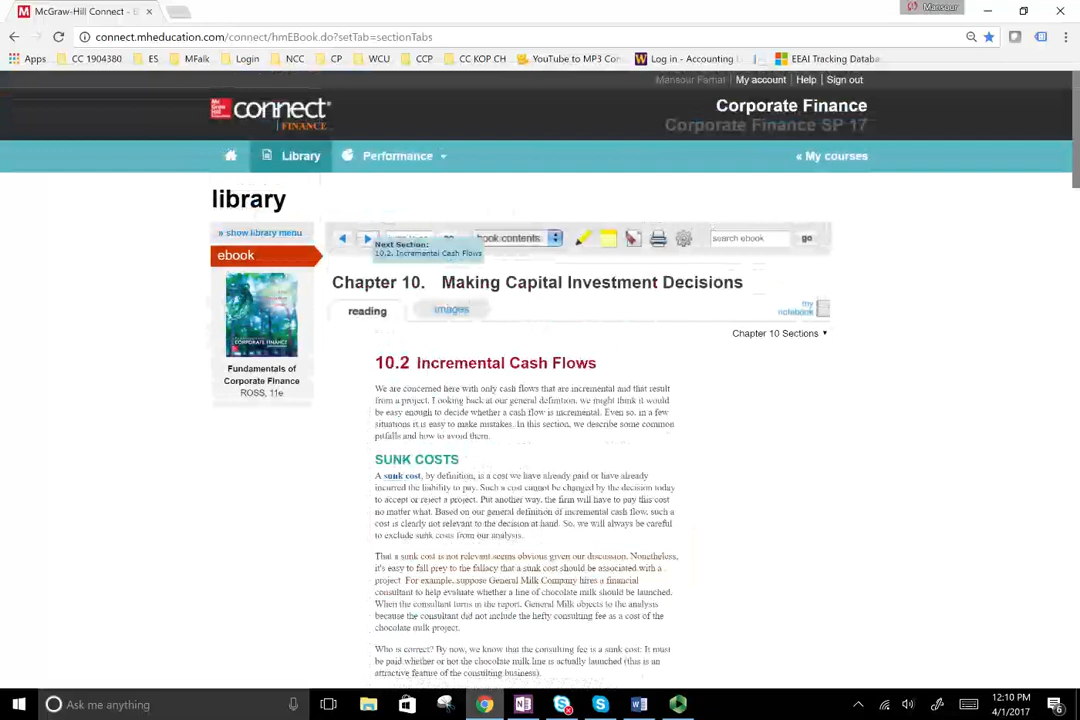 McGraw-Hill Connect - E
Mansour
connect.mheducation.com/connect/hmEBook.do?setTab=sectionTabs
Apps CC 1904380 ES MFalk Login NCC CP WCU CCP CC KOP CH YouTube to MP3 Con Log in - Accounting EEAI Tracking Databa
My account | Help | Sign out
Mc Graw Hill connect
FINANCE
Corporate Finance
Corporate Finance SP 17
Library Performance « My courses
library
» show library menu
ebook
go book contents search ebook go
Next Section:
10.2. Incremental Cash Flows
Chapter 10. Making Capital Investment Decisions
reading images
my notebook
Chapter 10 Sections
CORPORATE FINANCE
Fundamentals of
Corporate Finance
ROSS, 11e
10.2 Incremental Cash Flows
We are concerned here with only cash flows that are incremental and that result
from a project. Looking back at our general definition, we might think it would
be easy enough to decide whether a cash flow is incremental. Even so, in a few
situations it is easy to make mistakes. In this section, we describe some common
pitfalls and how to avoid them.
SUNK COSTS
A sunk cost, by definition, is a cost we have already paid or have already
incurred the liability to pay. Such a cost cannot be changed by the decision today
to accept or reject a project. Put another way, the firm will have to pay this cost
no matter what. Based on our general definition of incremental cash flow, such a
cost is clearly not relevant to the decision at hand. So, we will always be careful
to exclude sunk costs from our analysis.
That a sunk cost is not relevant seems obvious given our discussion. Nonetheless,
it's easy to fall prey to the fallacy that a sunk cost should be associated with a
project. For example, suppose General Milk Company hires a financial
consultant to help evaluate whether a line of chocolate milk should be launched.
When the consultant turns in the report, General Milk objects to the analysis
because the consultant did not include the hefty consulting fee as a cost of the
chocolate milk project.
Who is correct? By now, we know that the consulting fee is a sunk cost: It must
be paid whether or not the chocolate milk line is actually launched (this is an
attractive feature of the consulting business).
Ask me anything
12:10 PM
4/1/2017
6